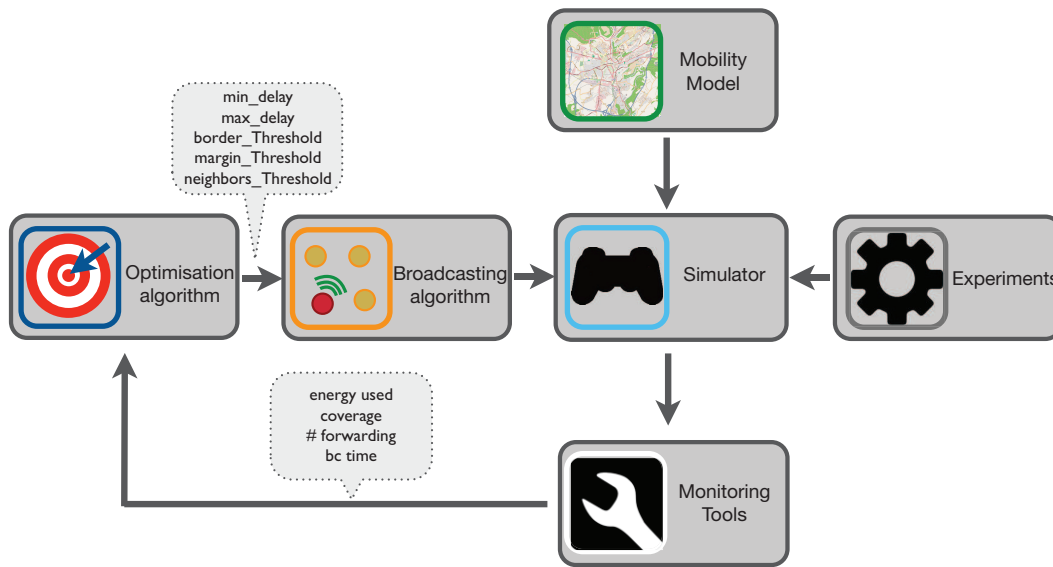 Mobility
Model
min_delay
max_delay
border_Threshold
margin_Threshold
neighbors_Threshold
Optimisation
algorithm
Broadcasting
algorithm
Simulator
Experiments
energy used
coverage
# forwarding
bc time
Monitoring
Tools